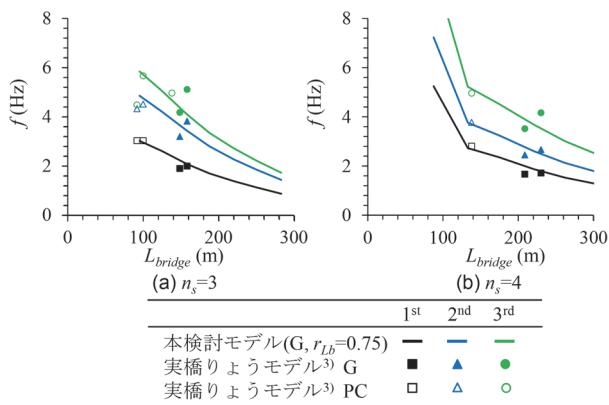 8
6
4
2
0
f (Hz)
0 100 200 300
L_bridge (m)
(a) n_s=3
8
6
4
2
0
f (Hz)
0 100 200 300
L_bridge (m)
(b) n_s=4
1st 2nd 3rd
本検討モデル(G, r_Lb=0.75)
実橋りょうモデル3) G
実橋りょうモデル3) PC